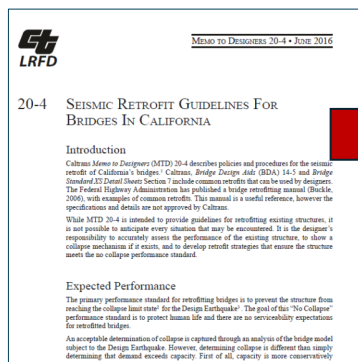 LRFD
MEMO TO DESIGNERS 20-4 • JUNE 2016
20-4 SEISMIC RETROFIT GUIDELINES FOR
BRIDGES IN CALIFORNIA
Introduction
Caltrans Memo to Designers (MTD) 20-4 describes policies and procedures for the seismic
retrofit of California's bridges.¹ Caltrans, Bridge Design Aids (BDA) 14-5 and Bridge
Standard XS Detail Sheets Section 7 include common retrofits that can be used by designers.
The Federal Highway Administration has published a bridge retrofitting manual (Buckle,
2006), with examples of common retrofits. This manual is a useful reference, however the
specifications and details are not approved by Caltrans.
While MTD 20-4 is intended to provide guidelines for retrofitting existing structures, it
is not possible to anticipate every situation that may be encountered. It is the designer's
responsibility to accurately assess the performance of the existing structure, to show a
collapse mechanism if it exists, and to develop retrofit strategies that ensure the structure
meets the no collapse performance standard.
Expected Performance
The primary performance standard for retrofitting bridges is to prevent the structure from
reaching the collapse limit state² for the Design Earthquake³. The goal of this "No Collapse"
performance standard is to protect human life and there are no serviceability expectations
for retrofitted bridges.
An acceptable determination of collapse is captured through an analysis of the bridge model
subject to the Design Earthquake. However, determining collapse is different than simply
determining that demand exceeds capacity. First of all, capacity is more conservatively